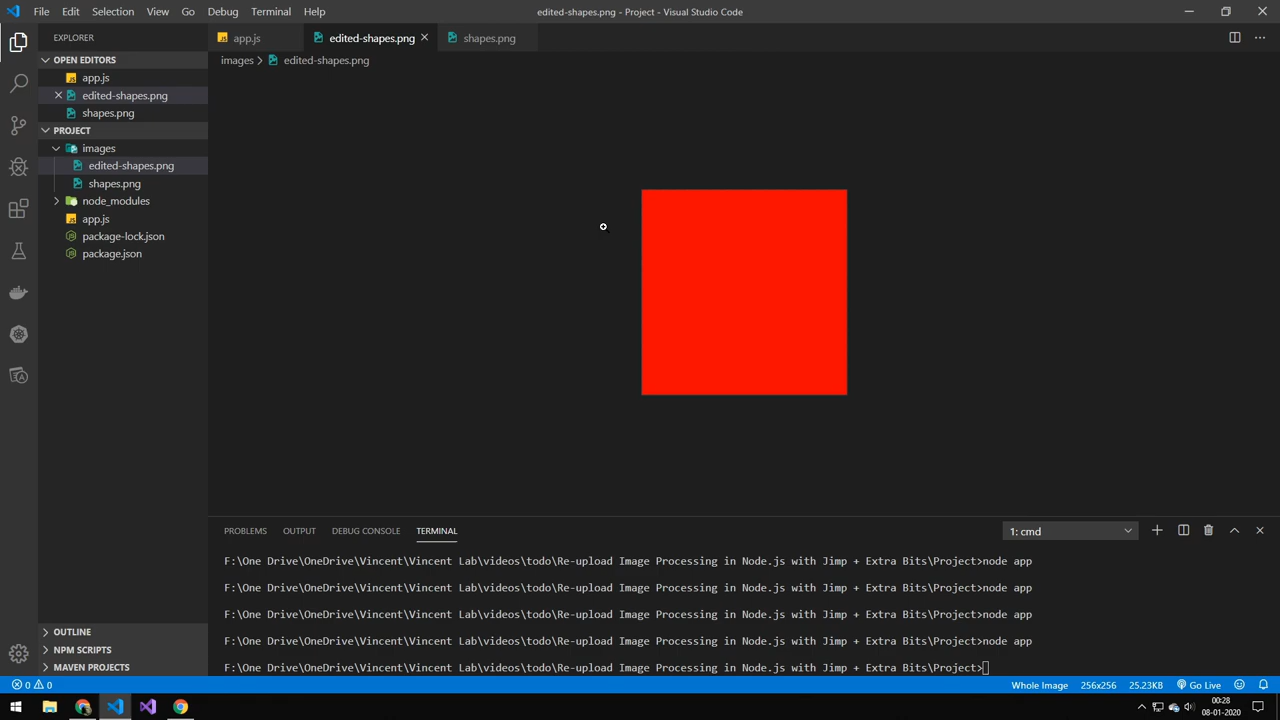 File Edit Selection View Go Debug Terminal Help
edited-shapes.png - Project - Visual Studio Code
EXPLORER
app.js
edited-shapes.png
shapes.png
OPEN EDITORS
images
edited-shapes.png
app.js
edited-shapes.png
shapes.png
PROJECT
images
edited-shapes.png
shapes.png
node_modules
app.js
package-lock.json
package.json
PROBLEMS OUTPUT DEBUG CONSOLE TERMINAL
1: cmd
F:\One Drive\OneDrive\Vincent\Vincent Lab\videos\todo\Re-upload Image Processing in Node.js with Jimp + Extra Bits\Project>node app
F:\One Drive\OneDrive\Vincent\Vincent Lab\videos\todo\Re-upload Image Processing in Node.js with Jimp + Extra Bits\Project>node app
F:\One Drive\OneDrive\Vincent\Vincent Lab\videos\todo\Re-upload Image Processing in Node.js with Jimp + Extra Bits\Project>node app
F:\One Drive\OneDrive\Vincent\Vincent Lab\videos\todo\Re-upload Image Processing in Node.js with Jimp + Extra Bits\Project>node app
F:\One Drive\OneDrive\Vincent\Vincent Lab\videos\todo\Re-upload Image Processing in Node.js with Jimp + Extra Bits\Project>
OUTLINE
NPM SCRIPTS
MAVEN PROJECTS
0 0
Whole Image 256x256 25.23KB Go Live
00:28
08-01-2020